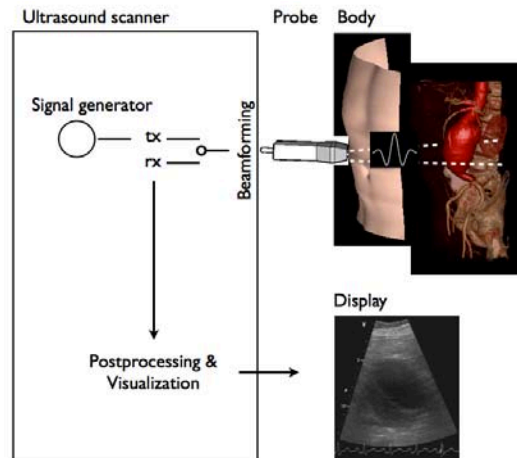 Ultrasound scanner
Probe
Body
Signal generator
tx
rx
Beamforming
Postprocessing &
Visualization
Display